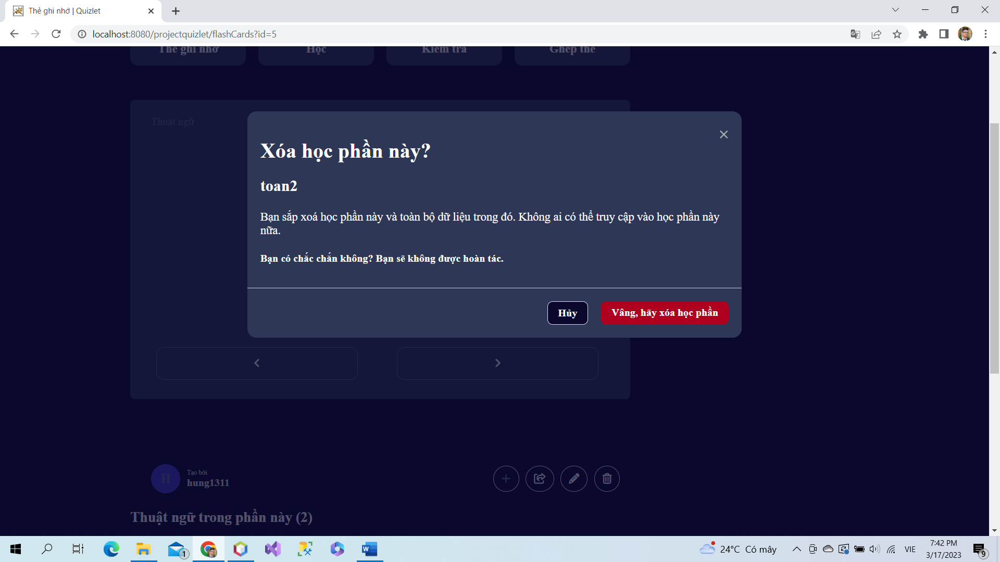 Thẻ ghi nhớ | Quizlet
localhost:8080/projectquizlet/flashCards?id=5
Thẻ ghi nhớ
Học
Kiểm tra
Ghép thẻ
Thuật ngữ
Xóa học phần này?
toan2
Bạn sắp xoá học phần này và toàn bộ dữ liệu trong đó. Không ai có thể truy cập vào học phần này
nữa.
Bạn có chắc chắn không? Bạn sẽ không được hoàn tác.
Hủy
Vâng, hãy xóa học phần
H
Tạo bởi
hung1311
Thuật ngữ trong phần này (2)
1
W
24°C Có mây
VIE
7:42 PM
3/17/2023
9